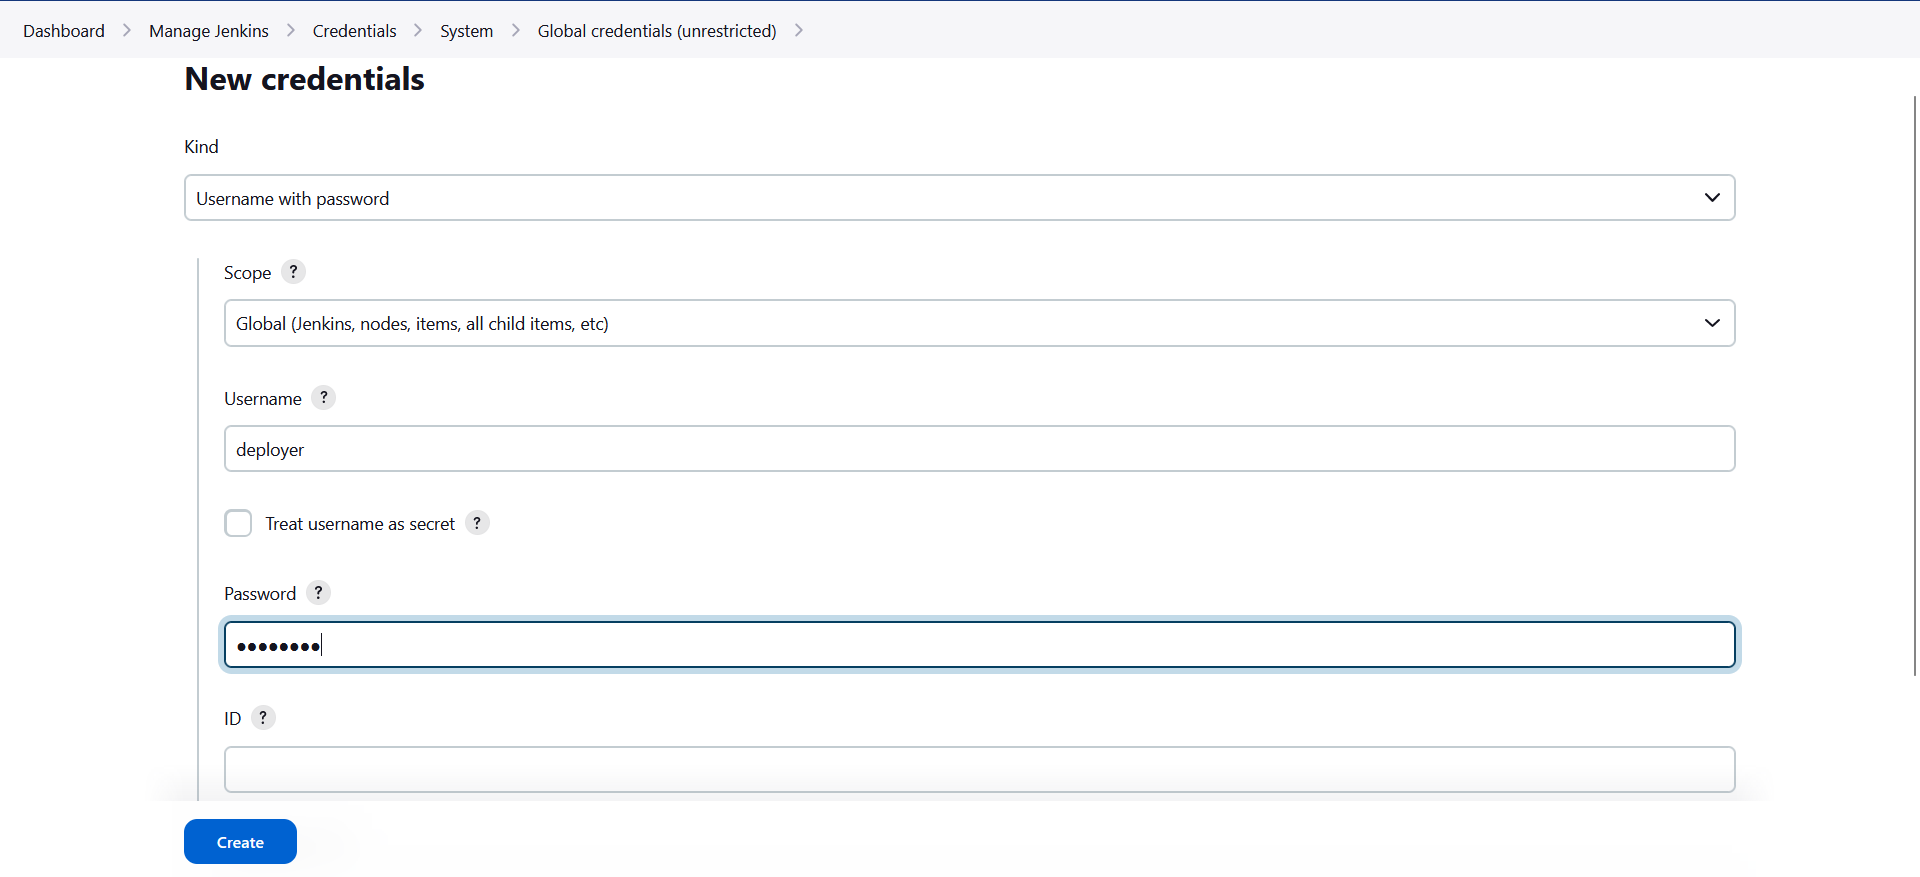 Dashboard > Manage Jenkins > Credentials > System > Global credentials (unrestricted) >
New credentials
Kind
Username with password
Scope ?
Global (Jenkins, nodes, items, all child items, etc)
Username ?
deployer
Treat username as secret ?
Password ?
••••••••
ID ?
Create